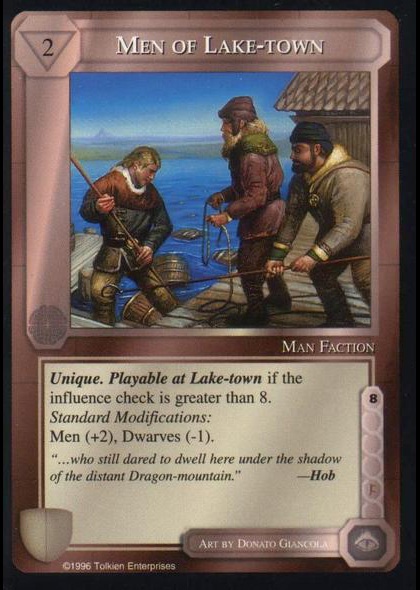 2
MEN OF LAKE-TOWN
MAN FACTION
Unique. Playable at Lake-town if the
influence check is greater than 8.
Standard Modifications:
Men (+2), Dwarves (-1).
“...who still dared to dwell here under the shadow
of the distant Dragon-mountain.” —Hob
8
F
ART BY DONATO GIANCOLA
©1996 Tolkien Enterprises